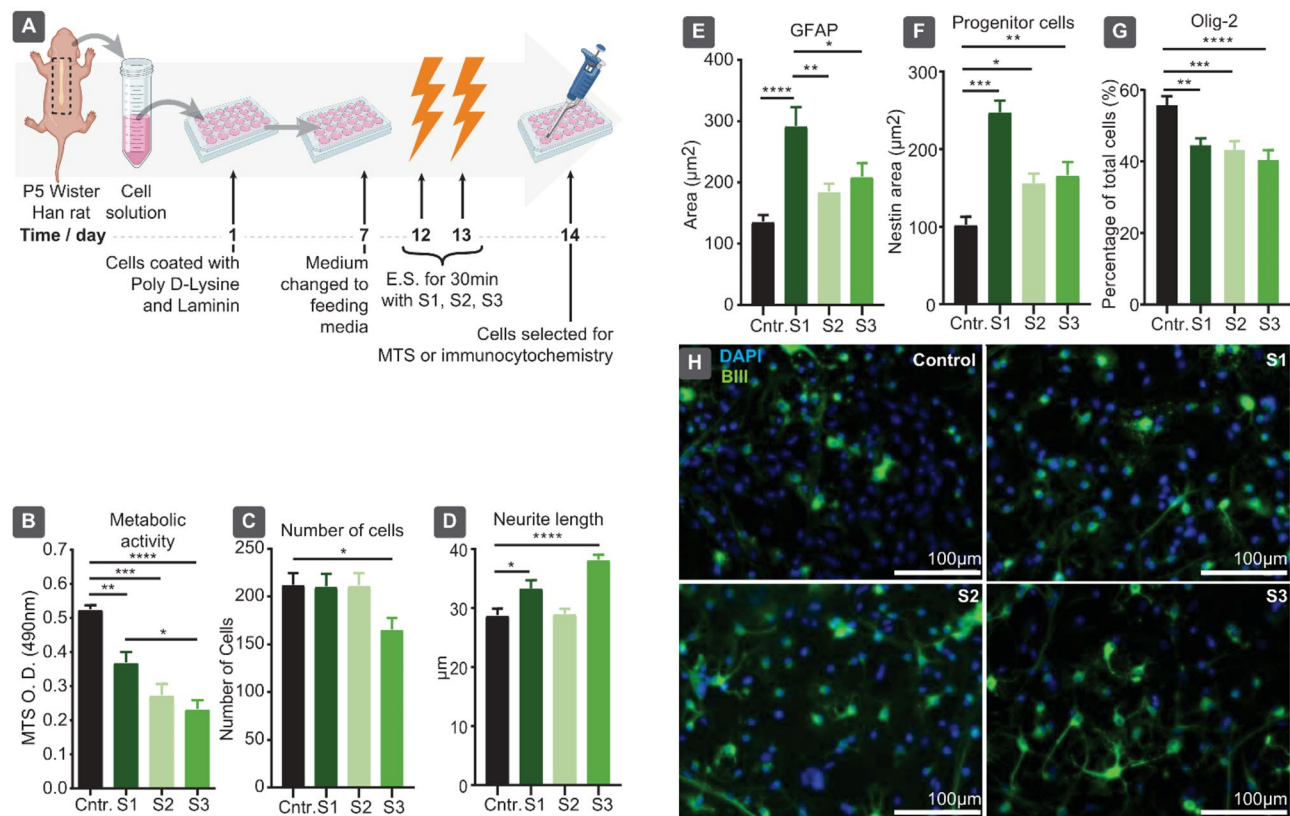 A
P5 Wister
Han rat
Cell
solution
Time / day
1
7
12
13
14
Cells coated with
Poly D-Lysine
and Laminin
Medium
changed to
feeding
media
E.S. for 30min
with S1, S2, S3
Cells selected for
MTS or immunocytochemistry
B
Metabolic
activity
MTS O. D. (490nm)
0.7
0.6
0.5
0.4
0.3
0.2
0.1
0.0
****
***
**
*
Cntr. S1 S2 S3
C
Number of cells
Number of Cells
250
200
150
100
50
0
*
Cntr. S1 S2 S3
D
Neurite length
µm
40
30
20
10
0
****
*
Cntr. S1 S2 S3
E
GFAP
Area (µm2)
400
300
200
100
0
*
**
****
Cntr. S1 S2 S3
F
Progenitor cells
Nestin area (µm2)
300
200
100
0
**
*
***
Cntr. S1 S2 S3
G
Olig-2
Percentage of total cells (%)
60
40
20
0
****
***
**
Cntr. S1 S2 S3
H
DAPI
BIII
Control
100µm
S1
100µm
S2
100µm
S3
100µm